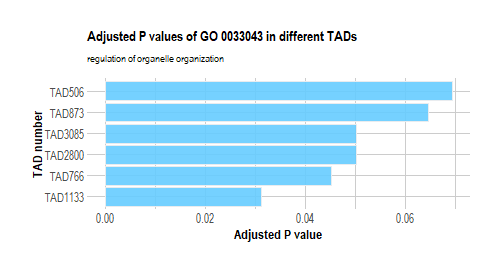 Adjusted P values of GO 0033043 in different TADs
regulation of organelle organization
TAD number
TAD506
TAD873
TAD3085
TAD2800
TAD766
TAD1133
0.00 0.02 0.04 0.06
Adjusted P value